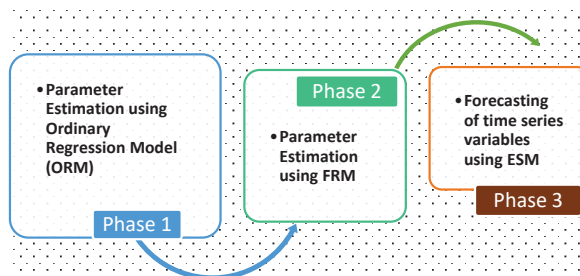 •Parameter
Estimation using
Ordinary
Regression Model
(ORM)
Phase 1
Phase 2
•Parameter
Estimation
using FRM
•Forecasting
of time series
variables
using ESM
Phase 3